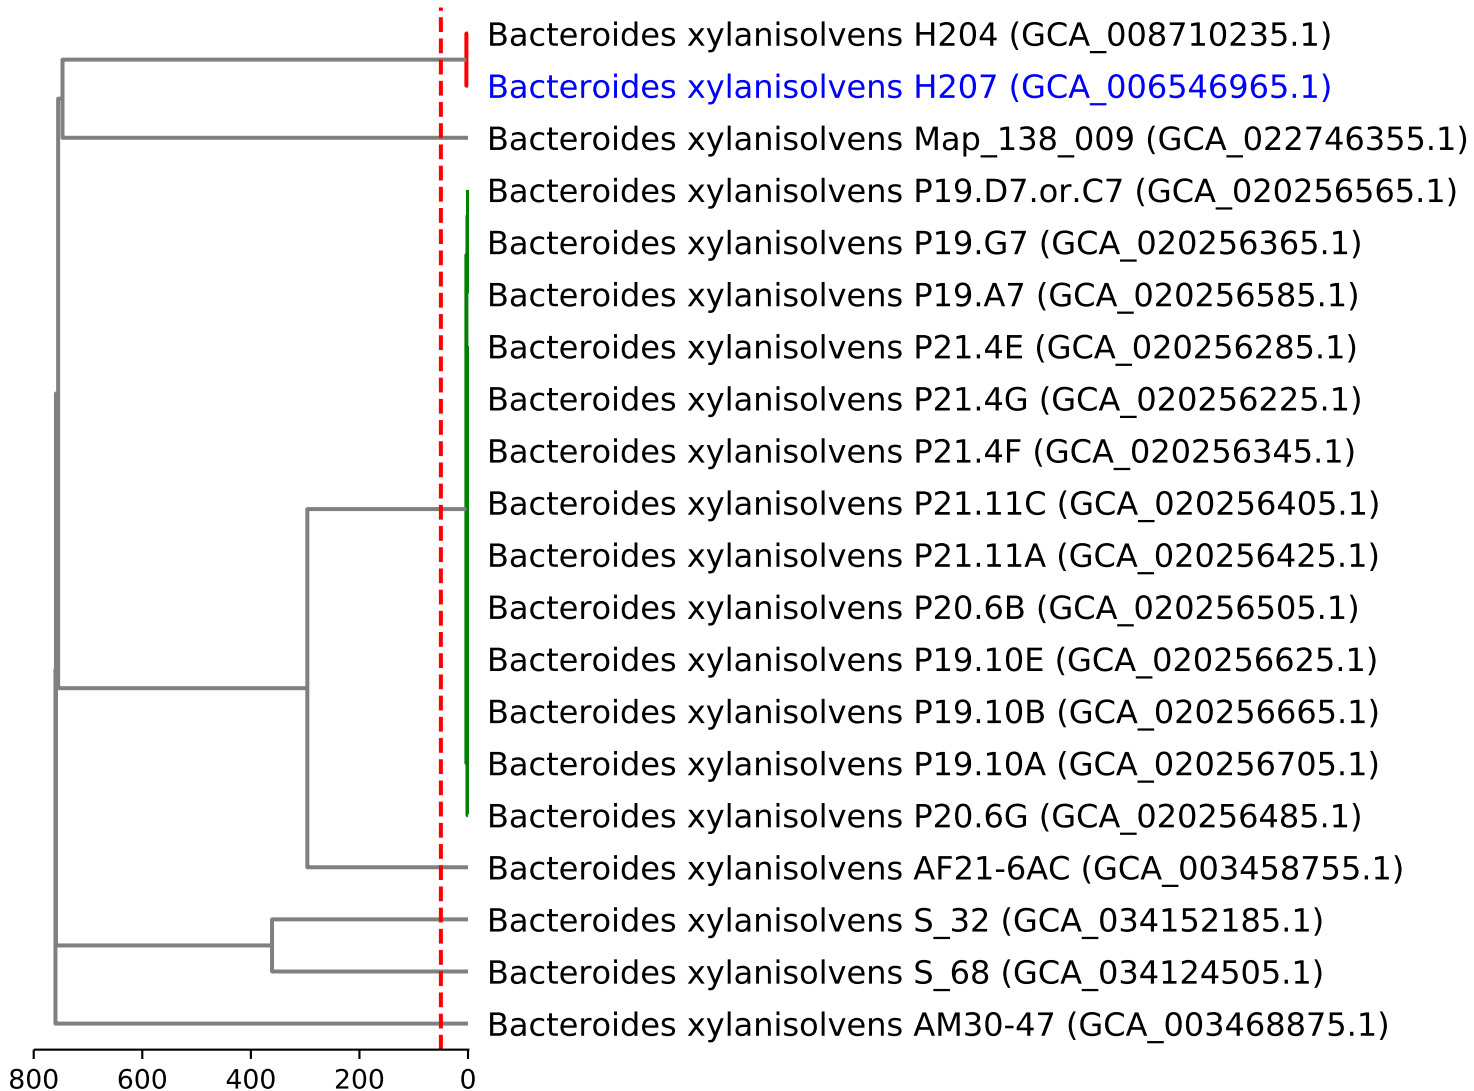 Bacteroides xylanisolvens H204 (GCA_008710235.1)
Bacteroides xylanisolvens H207 (GCA_006546965.1)
Bacteroides xylanisolvens Map_138_009 (GCA_022746355.1)
Bacteroides xylanisolvens P19.D7.or.C7 (GCA_020256565.1)
Bacteroides xylanisolvens P19.G7 (GCA_020256365.1)
Bacteroides xylanisolvens P19.A7 (GCA_020256585.1)
Bacteroides xylanisolvens P21.4E (GCA_020256285.1)
Bacteroides xylanisolvens P21.4G (GCA_020256225.1)
Bacteroides xylanisolvens P21.4F (GCA_020256345.1)
Bacteroides xylanisolvens P21.11C (GCA_020256405.1)
Bacteroides xylanisolvens P21.11A (GCA_020256425.1)
Bacteroides xylanisolvens P20.6B (GCA_020256505.1)
Bacteroides xylanisolvens P19.10E (GCA_020256625.1)
Bacteroides xylanisolvens P19.10B (GCA_020256665.1)
Bacteroides xylanisolvens P19.10A (GCA_020256705.1)
Bacteroides xylanisolvens P20.6G (GCA_020256485.1)
Bacteroides xylanisolvens AF21-6AC (GCA_003458755.1)
Bacteroides xylanisolvens S_32 (GCA_034152185.1)
Bacteroides xylanisolvens S_68 (GCA_034124505.1)
Bacteroides xylanisolvens AM30-47 (GCA_003468875.1)
800 600 400 200 0